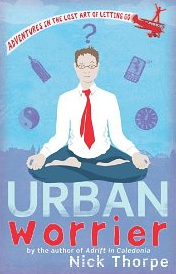 ADVENTURES IN THE LOST ART OF LETTING GO
?
URBAN
Worrier
by the author of Adrift in Caledonia
Nick Thorpe